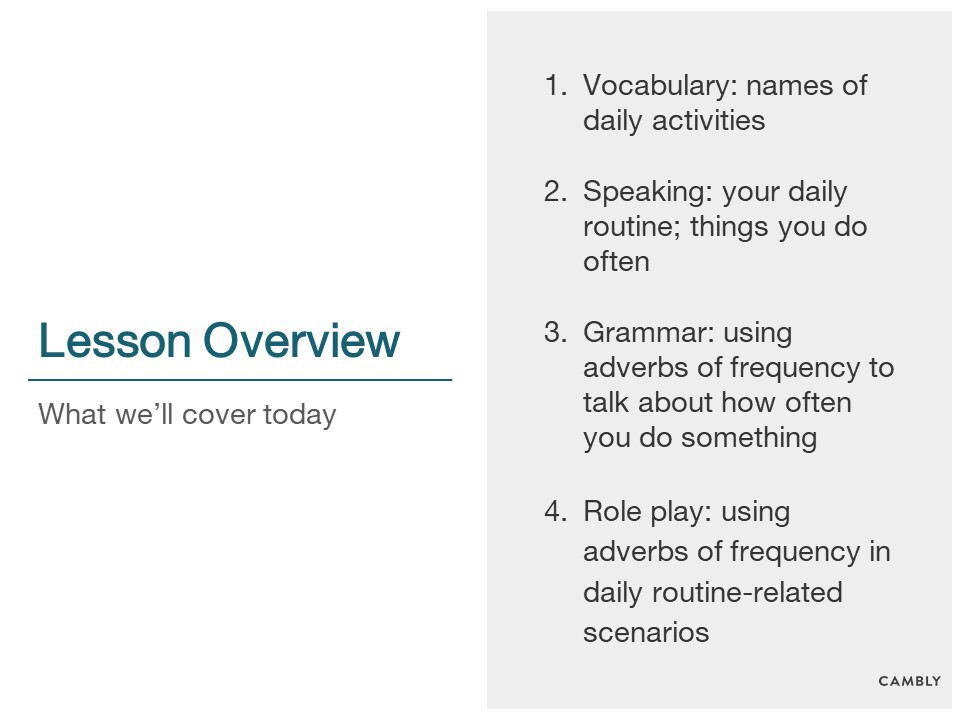 Lesson Overview
What we’ll cover today
1. Vocabulary: names of
daily activities
2. Speaking: your daily
routine; things you do
often
3. Grammar: using
adverbs of frequency to
talk about how often
you do something
4. Role play: using
adverbs of frequency in
daily routine-related
scenarios
CAMBLY